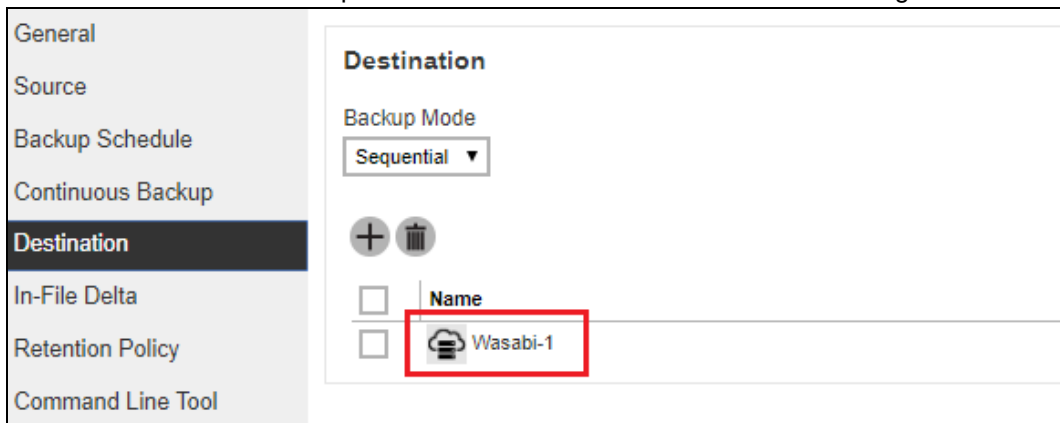 General
Source
Backup Schedule
Continuous Backup
Destination
In-File Delta
Retention Policy
Command Line Tool
Destination
Backup Mode
Sequential
Name
Wasabi-1